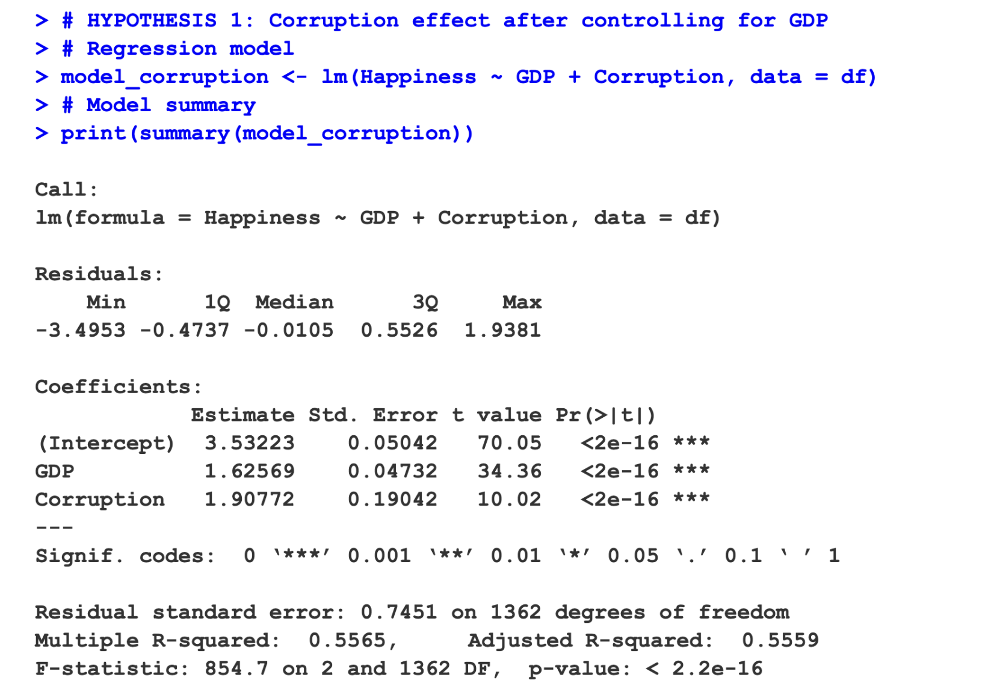 > # HYPOTHESIS 1: Corruption effect after controlling for GDP
> # Regression model
> model_corruption <- lm(Happiness ~ GDP + Corruption, data = df)
> # Model summary
> print(summary(model_corruption))
Call:
lm(formula = Happiness ~ GDP + Corruption, data = df)
Residuals:
    Min      1Q  Median      3Q     Max
-3.4953 -0.4737 -0.0105  0.5526  1.9381
Coefficients:
            Estimate Std. Error t value Pr(>|t|)
(Intercept)  3.53223    0.05042   70.05   <2e-16 ***
GDP          1.62569    0.04732   34.36   <2e-16 ***
Corruption   1.90772    0.19042   10.02   <2e-16 ***
---
Signif. codes:  0 ‘***’ 0.001 ‘**’ 0.01 ‘*’ 0.05 ‘.’ 0.1 ‘ ’ 1
Residual standard error: 0.7451 on 1362 degrees of freedom
Multiple R-squared:  0.5565,     Adjusted R-squared:  0.5559
F-statistic: 854.7 on 2 and 1362 DF,  p-value: < 2.2e-16